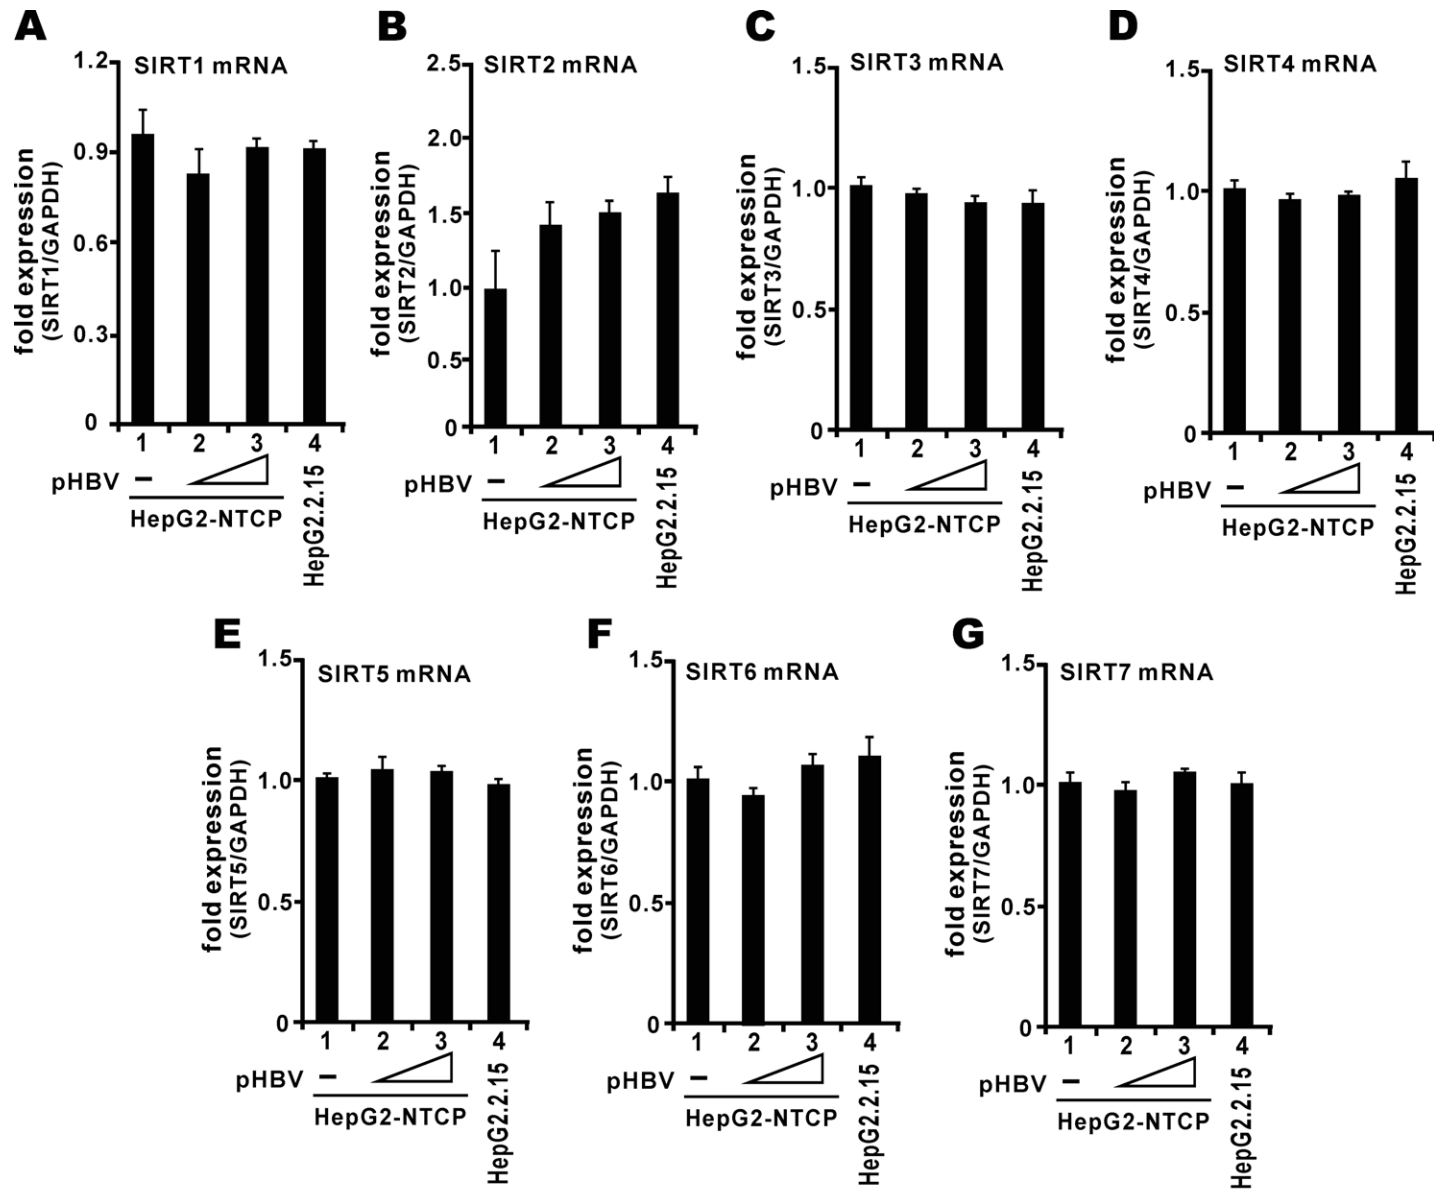 A
SIRT1 mRNA
fold expression
(SIRT1/GAPDH)
1.2
0.9
0.6
0.3
0
1 2 3 4
pHBV –
HepG2-NTCP
HepG2.2.15
B
SIRT2 mRNA
fold expression
(SIRT2/GAPDH)
2.5
2.0
1.5
1.0
0.5
0
1 2 3 4
pHBV –
HepG2-NTCP
HepG2.2.15
C
SIRT3 mRNA
fold expression
(SIRT3/GAPDH)
1.5
1.0
0.5
0
1 2 3 4
pHBV –
HepG2-NTCP
HepG2.2.15
D
SIRT4 mRNA
fold expression
(SIRT4/GAPDH)
1.5
1.0
0.5
0
1 2 3 4
pHBV –
HepG2-NTCP
HepG2.2.15
E
SIRT5 mRNA
fold expression
(SIRT5/GAPDH)
1.5
1.0
0.5
0
1 2 3 4
pHBV –
HepG2-NTCP
HepG2.2.15
F
SIRT6 mRNA
fold expression
(SIRT6/GAPDH)
1.5
1.0
0.5
0
1 2 3 4
pHBV –
HepG2-NTCP
HepG2.2.15
G
SIRT7 mRNA
fold expression
(SIRT7/GAPDH)
1.5
1.0
0.5
0
1 2 3 4
pHBV –
HepG2-NTCP
HepG2.2.15